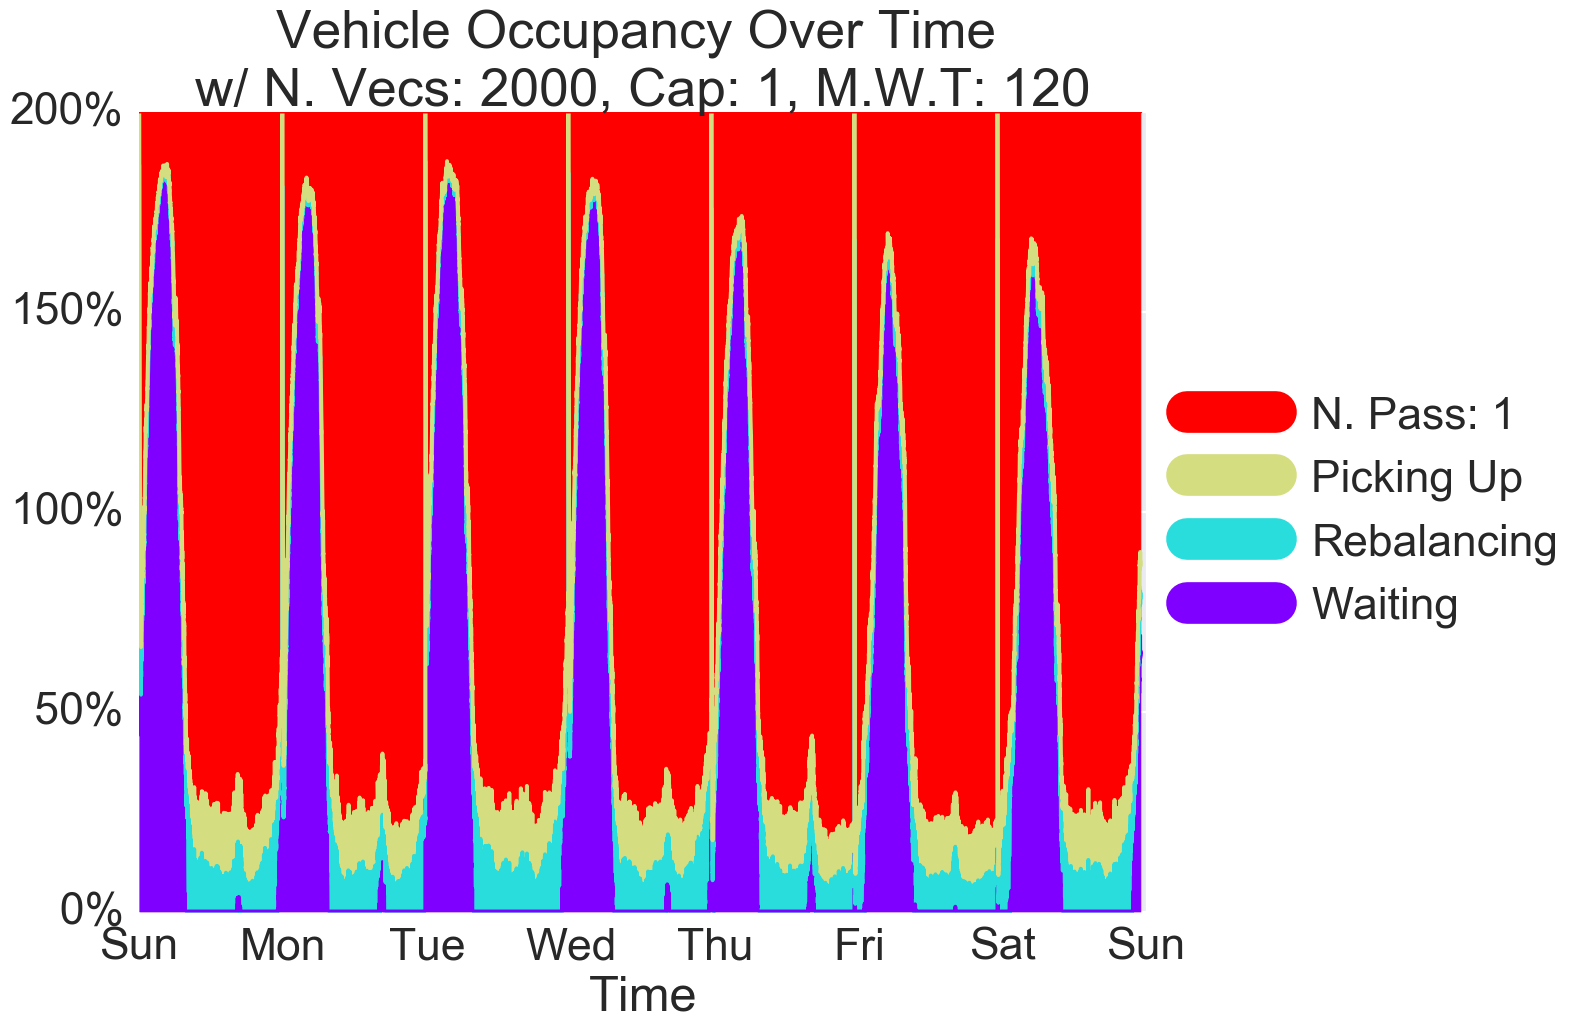 Vehicle Occupancy Over Time
w/ N. Vecs: 2000, Cap: 1, M.W.T: 120
200%
150%
100%
50%
0%
Sun Mon Tue Wed Thu Fri Sat Sun
Time
N. Pass: 1
Picking Up
Rebalancing
Waiting